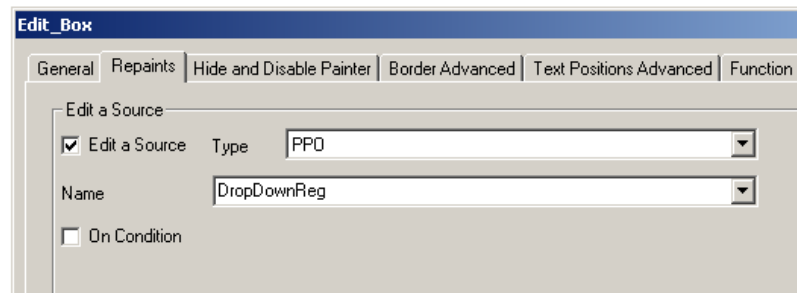 Edit_Box
General Repaints Hide and Disable Painter Border Advanced Text Positions Advanced Function
Edit a Source
Edit a Source Type PPO
Name DropDownReg
On Condition